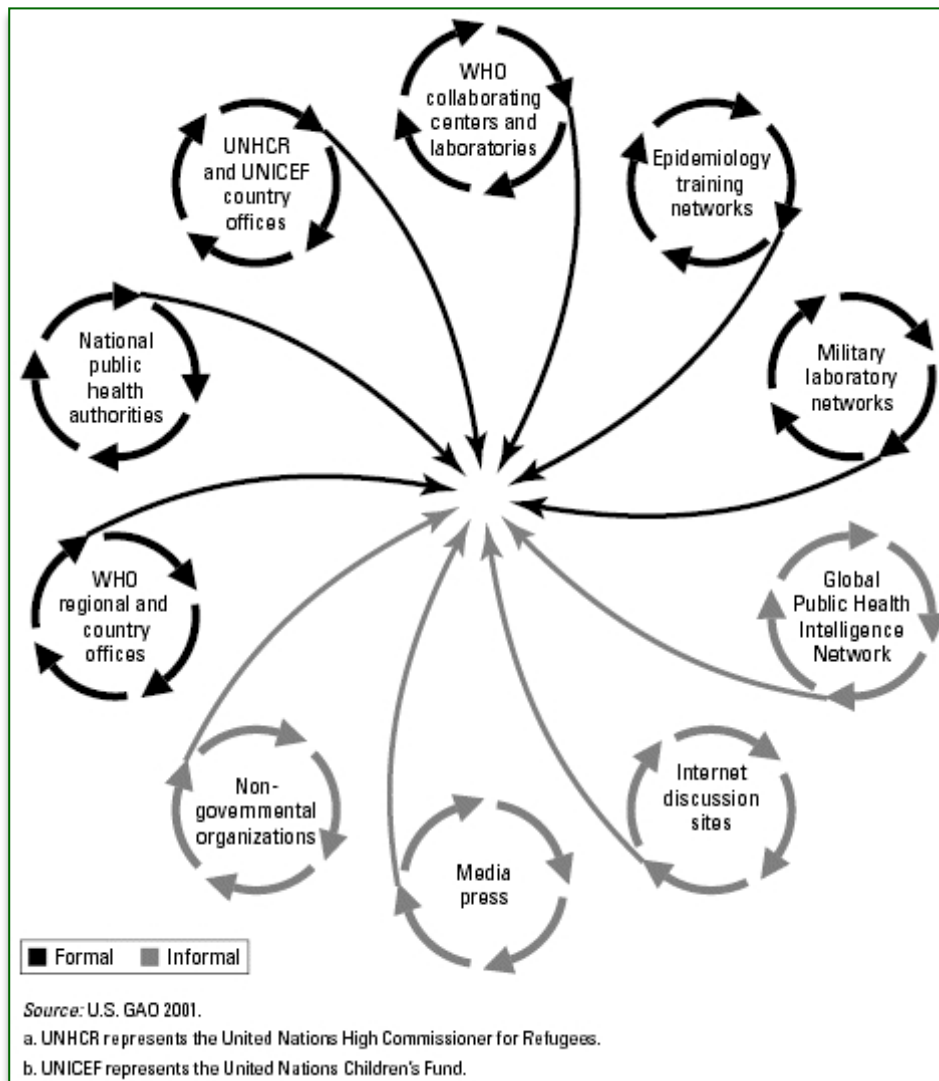 WHO
collaborating
centers and
laboratories
UNHCR
and UNICEF
country
offices
Epidemiology
training
networks
National
public
health
authorities
Military
laboratory
networks
WHO
regional and
country
offices
Global
Public Health
Intelligence
Network
Non-
governmental
organizations
Internet
discussion
sites
Media
press
Formal Informal
Source: U.S. GAO 2001.
a. UNHCR represents the United Nations High Commissioner for Refugees.
b. UNICEF represents the United Nations Children's Fund.